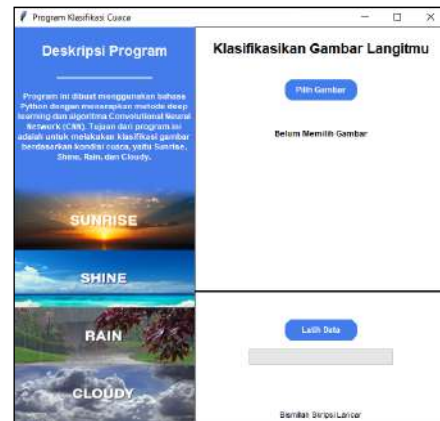 Program Klasifikasi Cuaca
Deskripsi Program
Program ini dibuat menggunakan bahasa
Python dengan menerapkan metode deep
learning dan algoritma Convolutional Neural
Network (CNN). Tujuan dari program ini
adalah untuk melakukan klasifikasi gambar
berdasarkan kondisi cuaca, yaitu Sunrise,
Shine, Rain, dan Cloudy.
SUNRISE
SHINE
RAIN
CLOUDY
Klasifikasikan Gambar Langitmu
Pilih Gambar
Belum Memilih Gambar
Latih Data
Bismillah Skripsi Lancar